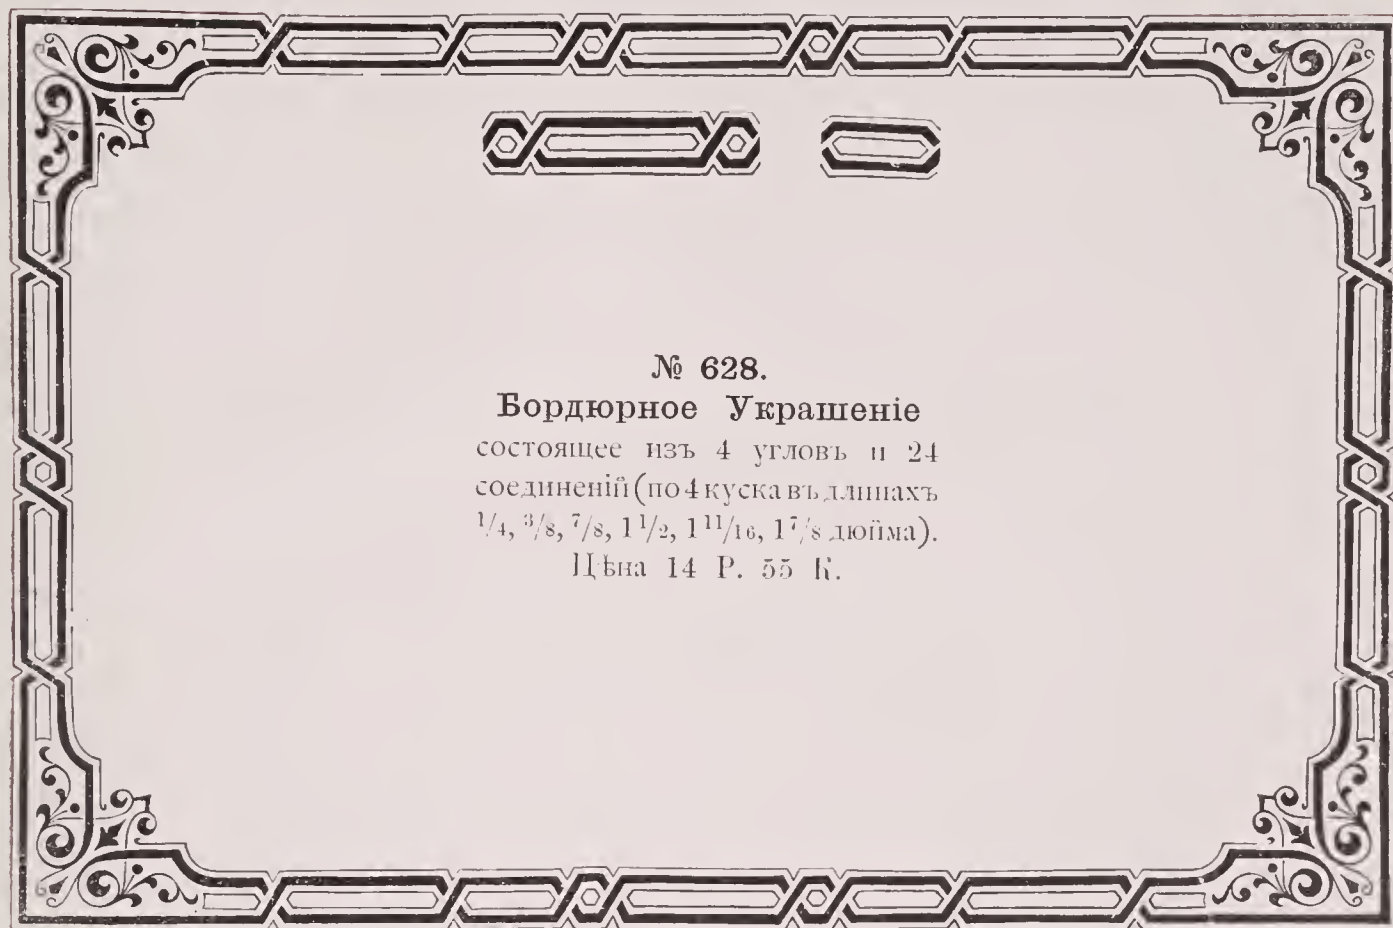 № 628.
Бордюрное Украшеніе
состоящее изъ 4 угловъ и 24
соединеній (по 4 куска въ длинахъ
1/4, 3/8, 7/8, 1 1/2, 1 11/16, 1 7/8 дюйма).
Цѣна 14 Р. 55 К.